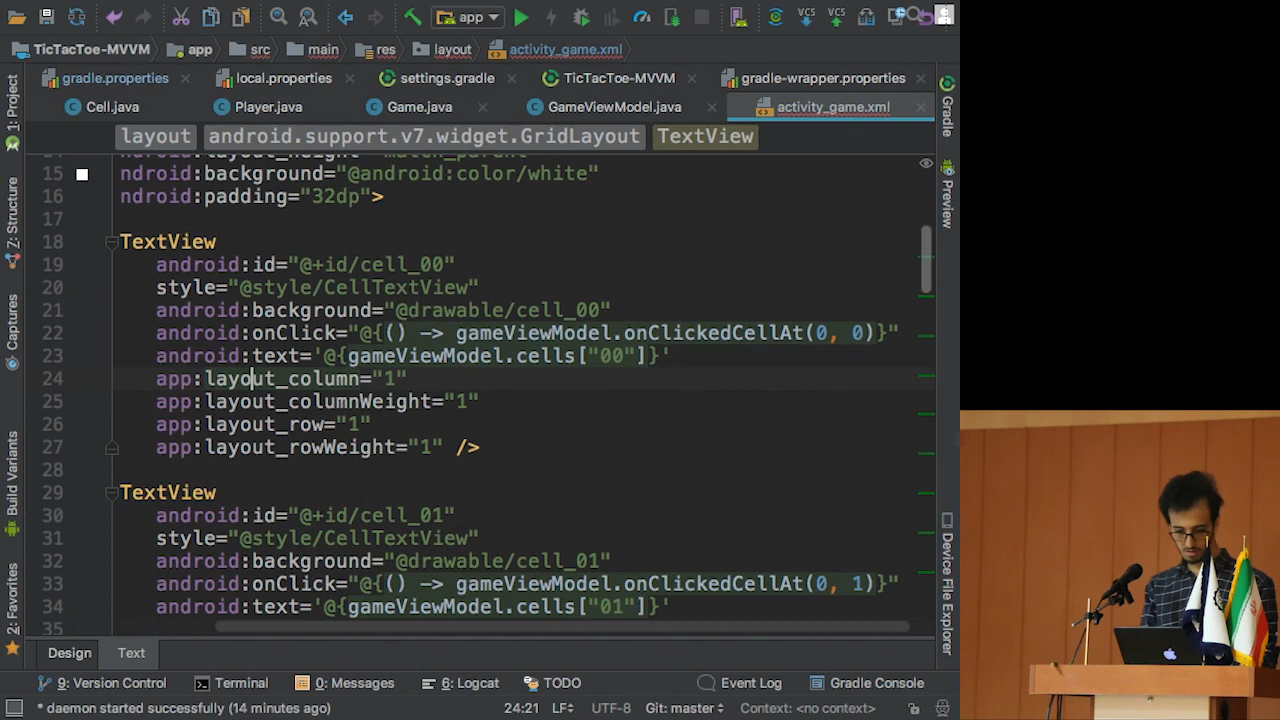 app
VCS
VCS
TicTacToe-MVVM
app
src
main
res
layout
activity_game.xml
gradle.properties
local.properties
settings.gradle
TicTacToe-MVVM
gradle-wrapper.properties
Cell.java
Player.java
Game.java
GameViewModel.java
activity_game.xml
layout
android.support.v7.widget.GridLayout
TextView
15 ndroid:background="@android:color/white"
16 ndroid:padding="32dp">
17
18 TextView
19 android:id="@+id/cell_00"
20 style="@style/CellTextView"
21 android:background="@drawable/cell_00"
22 android:onClick="@{() -> gameViewModel.onClickedCellAt(0, 0)}"
23 android:text='@{gameViewModel.cells["00"]}'
24 app:layout_column="1"
25 app:layout_columnWeight="1"
26 app:layout_row="1"
27 app:layout_rowWeight="1" />
28
29 TextView
30 android:id="@+id/cell_01"
31 style="@style/CellTextView"
32 android:background="@drawable/cell_01"
33 android:onClick="@{() -> gameViewModel.onClickedCellAt(0, 1)}"
34 android:text='@{gameViewModel.cells["01"]}'
35
1: Project
7: Structure
Captures
Build Variants
2: Favorites
Gradle
Preview
Device File Explorer
Design
Text
9: Version Control
Terminal
0: Messages
6: Logcat
TODO
Event Log
Gradle Console
* daemon started successfully (14 minutes ago)
24:21
LF
UTF-8
Git: master
Context: <no context>